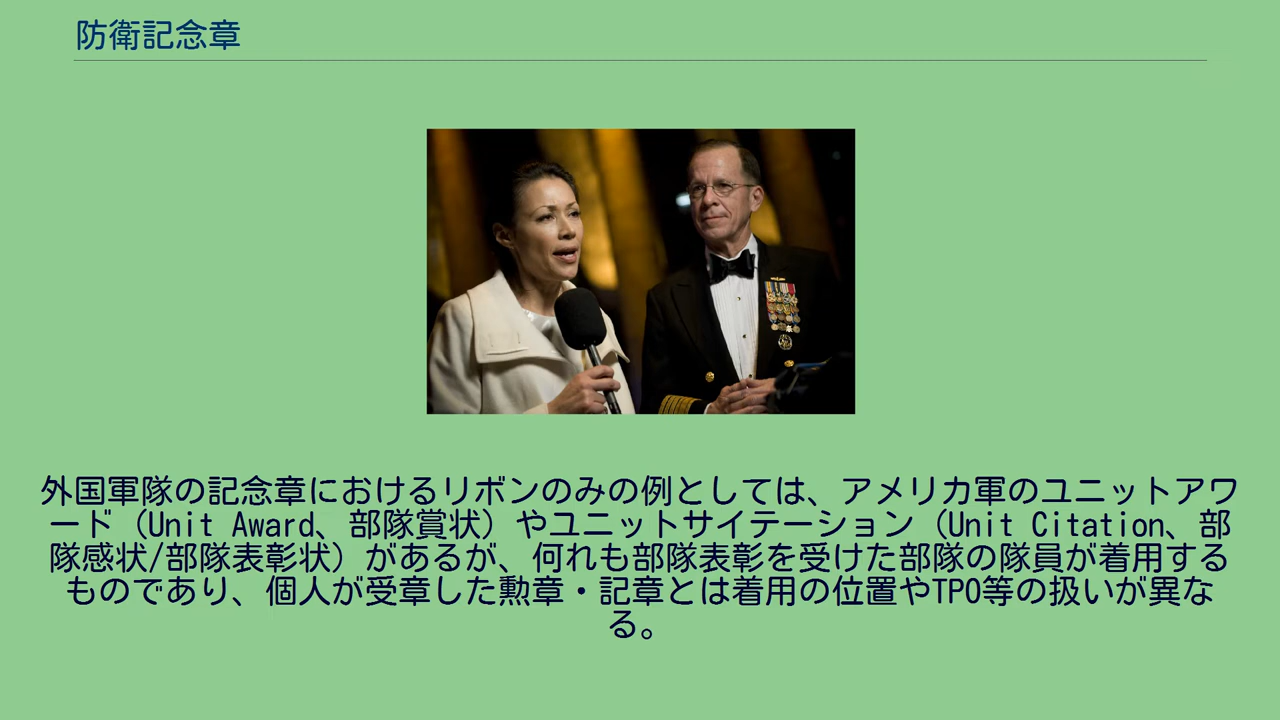 防衛記念章
外国軍隊の記念章におけるリボンのみの例としては、アメリカ軍のユニットアワ
ード（Unit Award、部隊賞状）やユニットサイテーション（Unit Citation、部
隊感状/部隊表彰状）があるが、何れも部隊表彰を受けた部隊の隊員が着用する
ものであり、個人が受章した勲章・記章とは着用の位置やTPO等の扱いが異な
る。